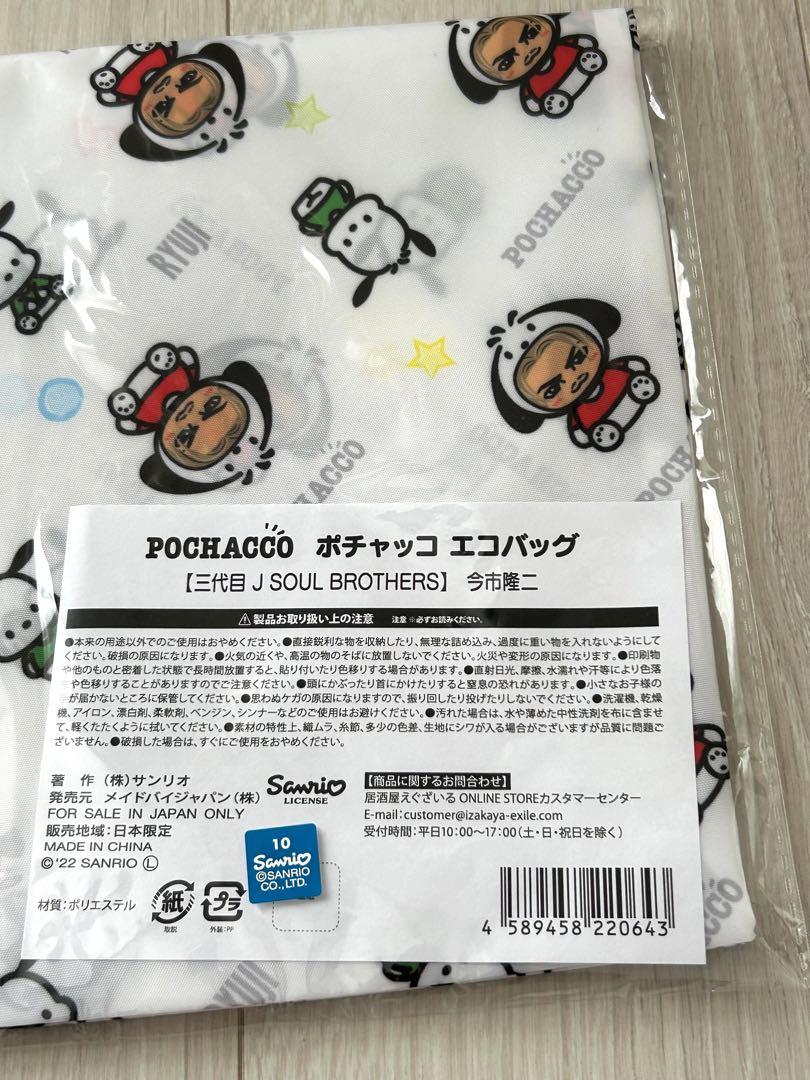 POCHACCO
RYUJI
POCHACCO
POCHACCO
POCHACCO ポチャッコ エコバッグ
【三代目 J SOUL BROTHERS】 今市隆二
⚠製品お取り扱い上の注意 注意 ※必ずお読みください。
●本来の用途以外でのご使用はおやめください。●直接鋭利な物を収納したり、無理な詰め込み、過度に重い物を入れないようにして
ください。破損の原因になります。●火気の近くや、高温の物のそばに放置しないでください。火災や変形の原因になります。●印刷物
や他のものと密着した状態で長時間放置すると、貼り付いたり色移りする場合があります。●直射日光、摩擦、水濡れや汗等により色落
ちや色移りすることがありますのでご注意ください。●頭にかぶったり首にかけたりすると窒息の恐れがあります。●小さなお子様の
手が届かないところに保管してください。●思わぬケガの原因になりますので、振り回したり投げたりしないでください。●洗濯機、乾燥
機、アイロン、漂白剤、柔軟剤、ベンジン、シンナーなどのご使用はお避けください。●汚れた場合は、水や薄めた中性洗剤を布に含ませ
て、軽くたたくように拭いてください。●素材の特性上、織ムラ、糸節、多少の色差、生地にシワが入る場合がございますが品質に問題ご
ざいません。●破損した場合は、すぐにご使用をおやめください。
著 作 (株)サンリオ
発売元 メイドバイジャパン(株)
FOR SALE IN JAPAN ONLY
販売地域:日本限定
MADE IN CHINA
©'22 SANRIO Ⓛ
Sanrio
LICENSE
【商品に関するお問合わせ】
居酒屋えぐざいる ONLINE STOREカスタマーセンター
E-mail:customer@izakaya-exile.com
受付時間:平日10:00~17:00(土・日・祝日を除く)
10
Sanrio
©SANRIO
CO.,LTD.
材質:ポリエステル
紙
取説
プラ
外装:PP
4 589458 220643
RYUJI